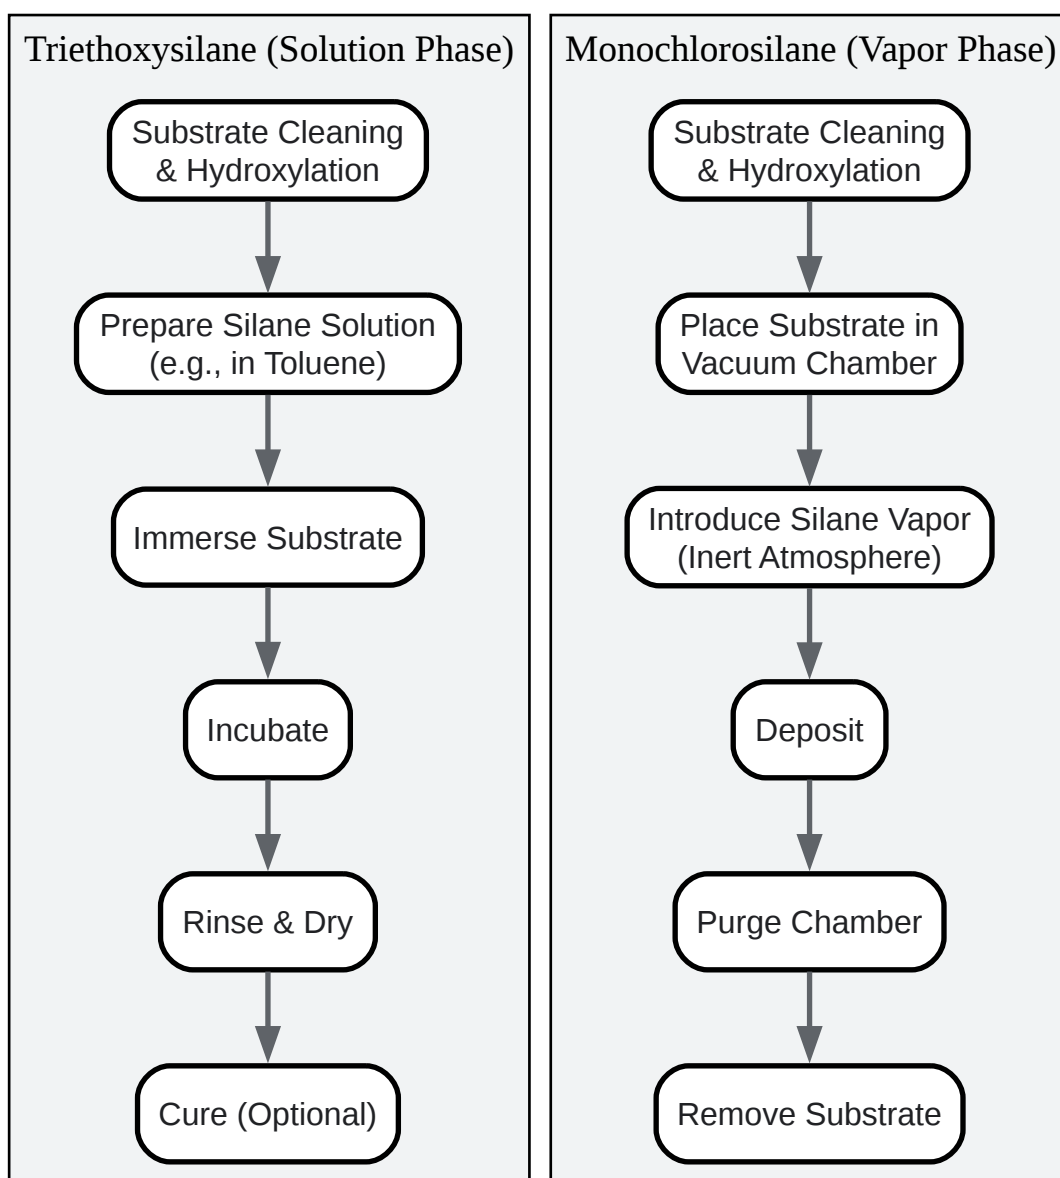 Triethoxysilane (Solution Phase)
Substrate Cleaning
& Hydroxylation
Prepare Silane Solution
(e.g., in Toluene)
Immerse Substrate
Incubate
Rinse & Dry
Cure (Optional)
Monochlorosilane (Vapor Phase)
Substrate Cleaning
& Hydroxylation
Place Substrate in
Vacuum Chamber
Introduce Silane Vapor
(Inert Atmosphere)
Deposit
Purge Chamber
Remove Substrate